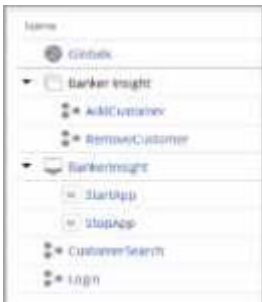 Name
Globals
Banker Insight
AddCustomer
RemoveCustomer
BankerInsight
StartApp
StopApp
CustomerSearch
Login